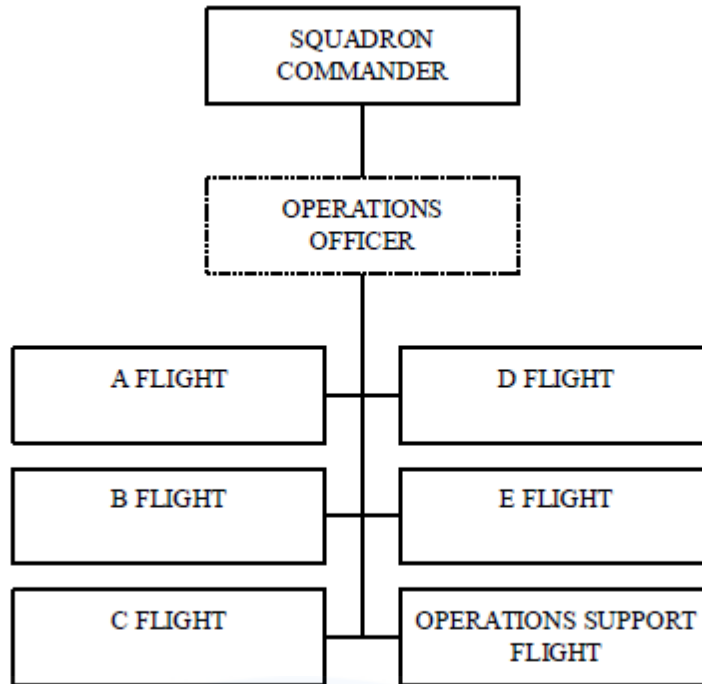 SQUADRON
COMMANDER
OPERATIONS
OFFICER
A FLIGHT
D FLIGHT
B FLIGHT
E FLIGHT
C FLIGHT
OPERATIONS SUPPORT
FLIGHT